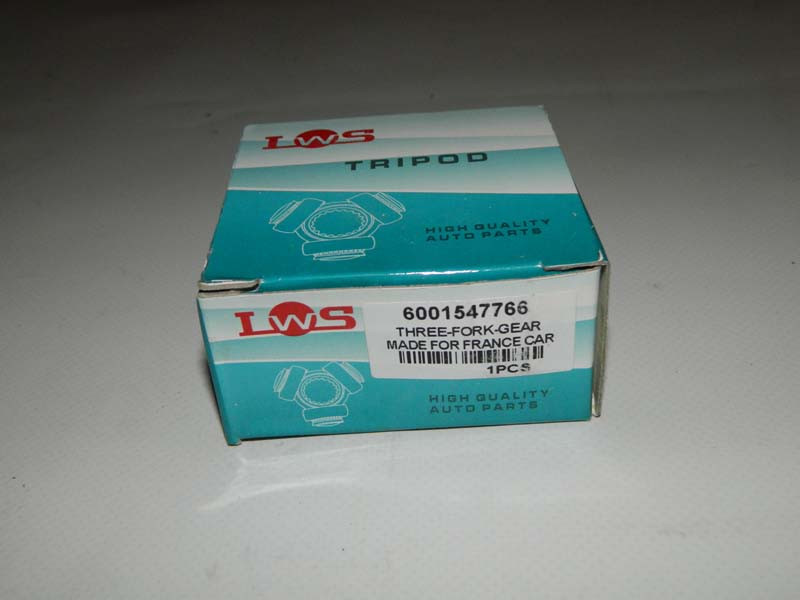 LWS
TRIPOD
HIGH QUALITY
AUTO PARTS
LWS
6001547766
THREE-FORK-GEAR
MADE FOR FRANCE CAR
1PCS
HIGH QUALITY
AUTO PARTS